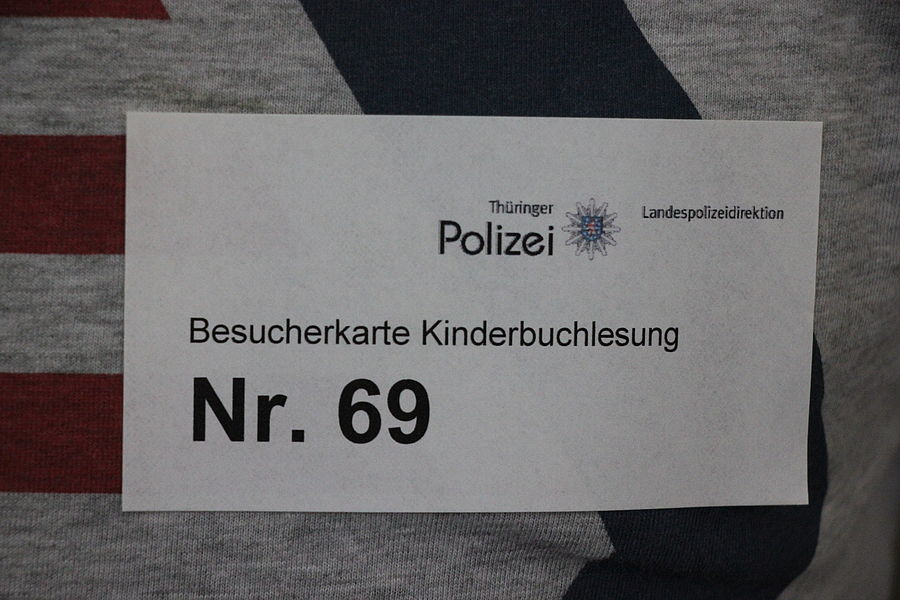 Thüringer
Polizei
Landespolizeidirektion
Besucherkarte Kinderbuchlesung
Nr. 69